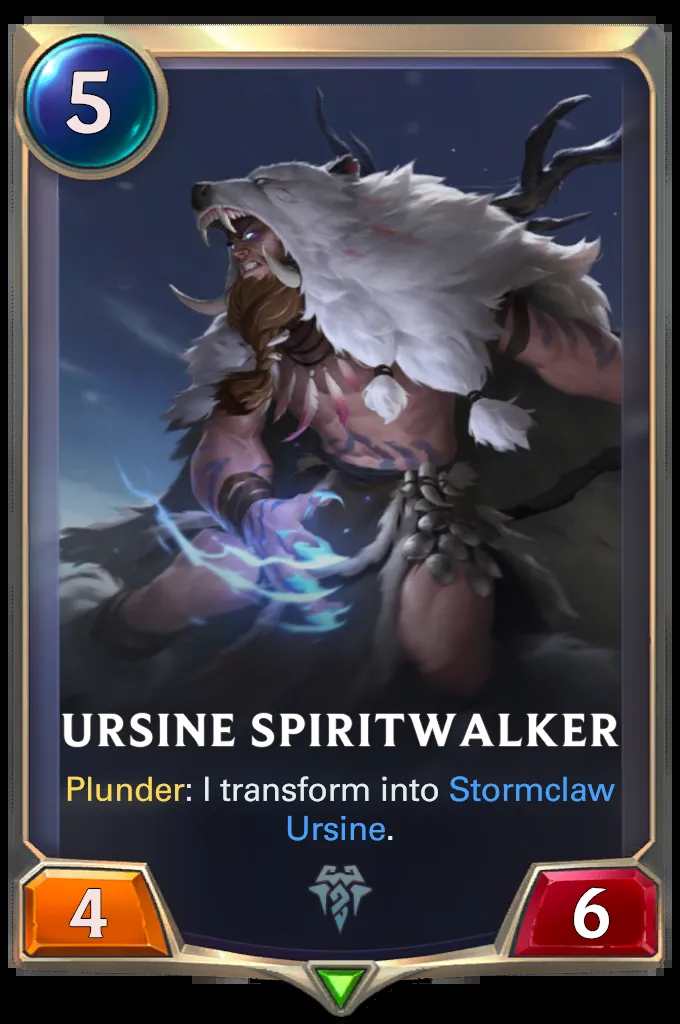 5
URSINE SPIRITWALKER
Plunder: I transform into Stormclaw
Ursine.
4
6